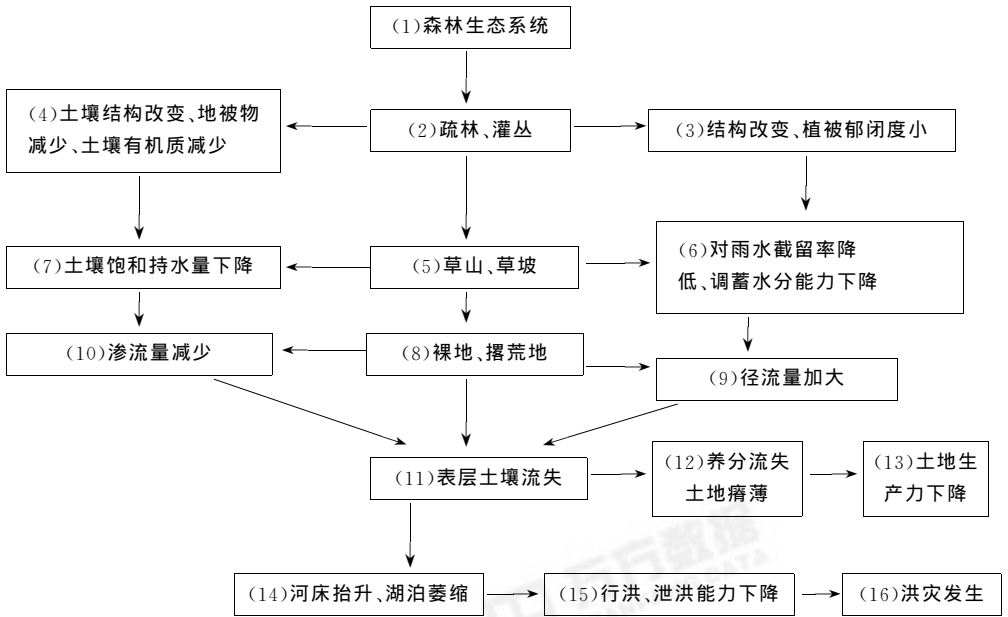 (1)森林生态系统
(4)土壤结构改变、地被物
减少、土壤有机质减少
(2)疏林、灌丛
(3)结构改变、植被郁闭度小
(7)土壤饱和持水量下降
(5)草山、草坡
(6)对雨水截留率降
低、调蓄水分能力下降
(10)渗流量减少
(8)裸地、撂荒地
(9)径流量加大
(11)表层土壤流失
(12)养分流失
土地瘠薄
(13)土地生
产力下降
(14)河床抬升、湖泊萎缩
(15)行洪、泄洪能力下降
(16)洪灾发生
万方数据